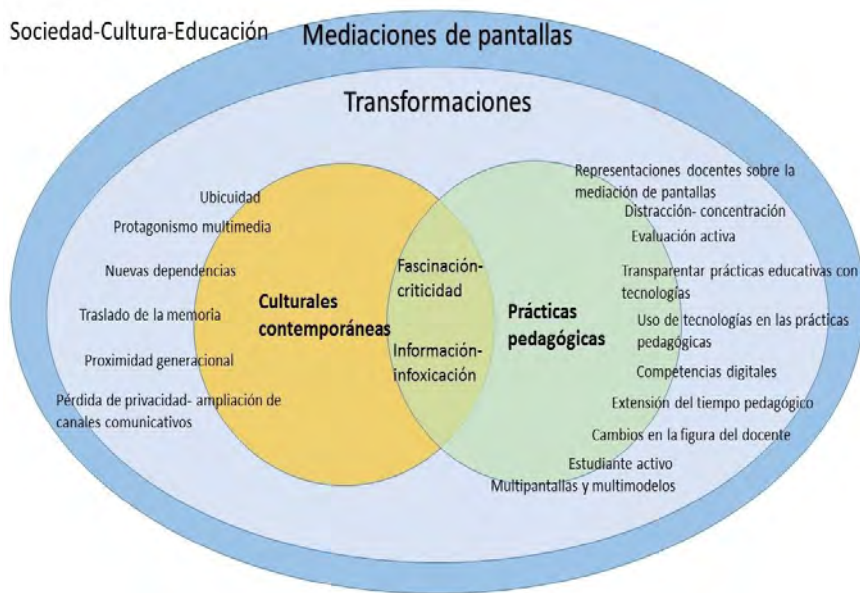 Sociedad-Cultura-Educación
Mediaciones de pantallas
Transformaciones
Ubicuidad
Protagonismo multimedia
Nuevas dependencias
Traslado de la memoria
Proximidad generacional
Pérdida de privacidad- ampliación de
canales comunicativos
Culturales
contemporáneas
Fascinación-
criticidad
Información-
infoxicación
Prácticas
pedagógicas
Representaciones docentes sobre la
mediación de pantallas
Distracción- concentración
Evaluación activa
Transparentar prácticas educativas con
tecnologías
Uso de tecnologías en las prácticas
pedagógicas
Competencias digitales
Extensión del tiempo pedagógico
Cambios en la figura del docente
Estudiante activo
Multipantallas y multimodelos